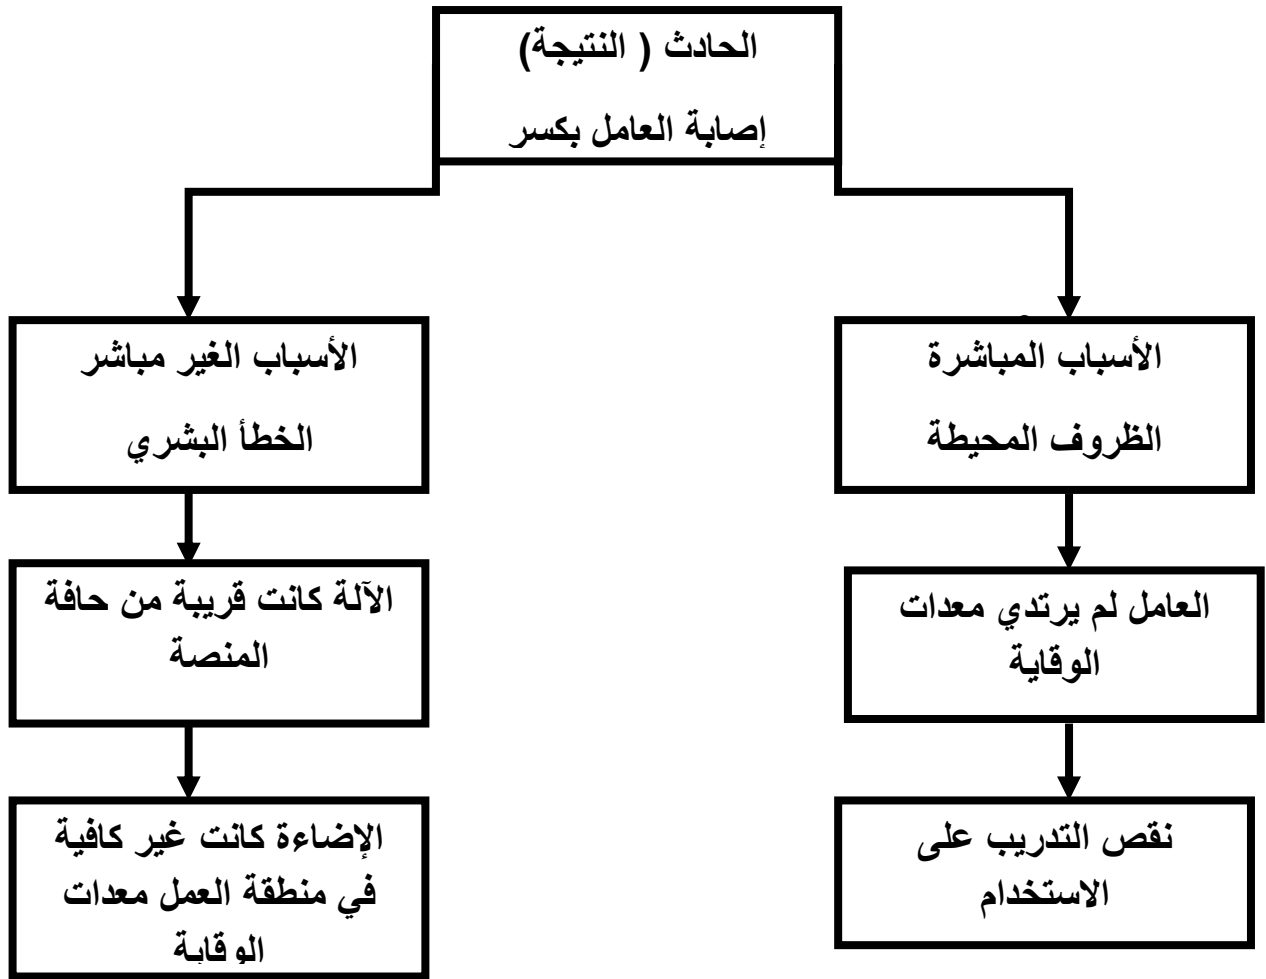 الحادث ( النتيجة)
إصابة العامل بكسر
الأسباب المباشرة
الظروف المحيطة
الأسباب الغير مباشر
الخطأ البشري
العامل لم يرتدي معدات
الوقاية
الآلة كانت قريبة من حافة
المنصة
نقص التدريب على
الاستخدام
الإضاءة كانت غير كافية
في منطقة العمل معدات
الوقاية